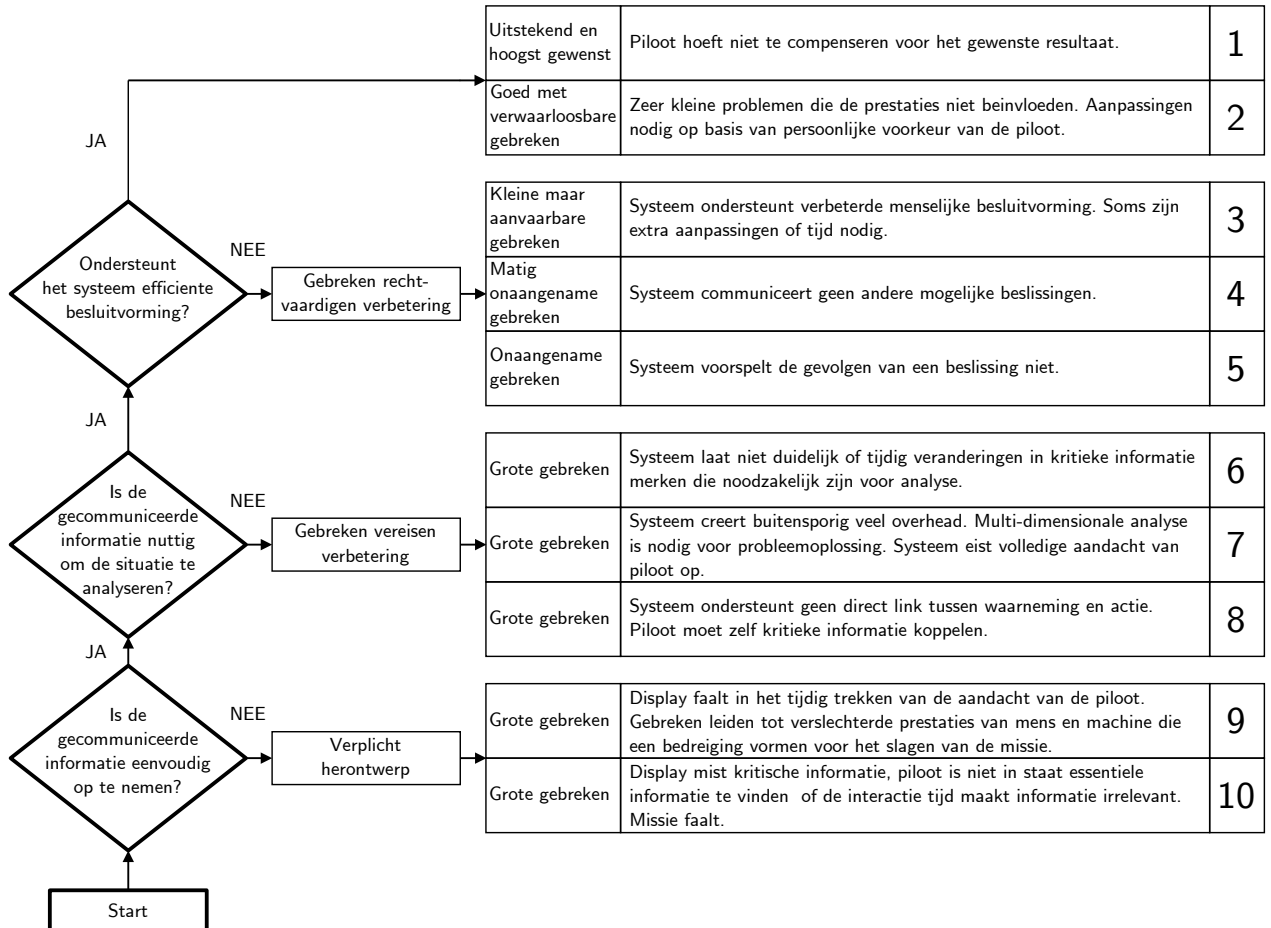 Uitstekend en
hoogst gewenst
Piloot hoeft niet te compenseren voor het gewenste resultaat.
1
Goed met
verwaarloosbare
gebreken
Zeer kleine problemen die de prestaties niet beinvloeden. Aanpassingen
nodig op basis van persoonlijke voorkeur van de piloot.
2
JA
Ondersteunt
het systeem efficiente
besluitvorming?
NEE
Gebreken recht-
vaardigen verbetering
Kleine maar
aanvaarbare
gebreken
Systeem ondersteunt verbeterde menselijke besluitvorming. Soms zijn
extra aanpassingen of tijd nodig.
3
Matig
onaangename
gebreken
Systeem communiceert geen andere mogelijke beslissingen.
4
Onaangename
gebreken
Systeem voorspelt de gevolgen van een beslissing niet.
5
JA
Is de
gecommuniceerde
informatie nuttig
om de situatie te
analyseren?
NEE
Gebreken vereisen
verbetering
Grote gebreken
Systeem laat niet duidelijk of tijdig veranderingen in kritieke informatie
merken die noodzakelijk zijn voor analyse.
6
Grote gebreken
Systeem creert buitensporig veel overhead. Multi-dimensionale analyse
is nodig voor probleemoplossing. Systeem eist volledige aandacht van
piloot op.
7
Grote gebreken
Systeem ondersteunt geen direct link tussen waarneming en actie.
Piloot moet zelf kritieke informatie koppelen.
8
JA
Is de
gecommuniceerde
informatie eenvoudig
op te nemen?
NEE
Verplicht
herontwerp
Grote gebreken
Display faalt in het tijdig trekken van de aandacht van de piloot.
Gebreken leiden tot verslechterde prestaties van mens en machine die
een bedreiging vormen voor het slagen van de missie.
9
Grote gebreken
Display mist kritische informatie, piloot is niet in staat essentiele
informatie te vinden of de interactie tijd maakt informatie irrelevant.
Missie faalt.
10
Start